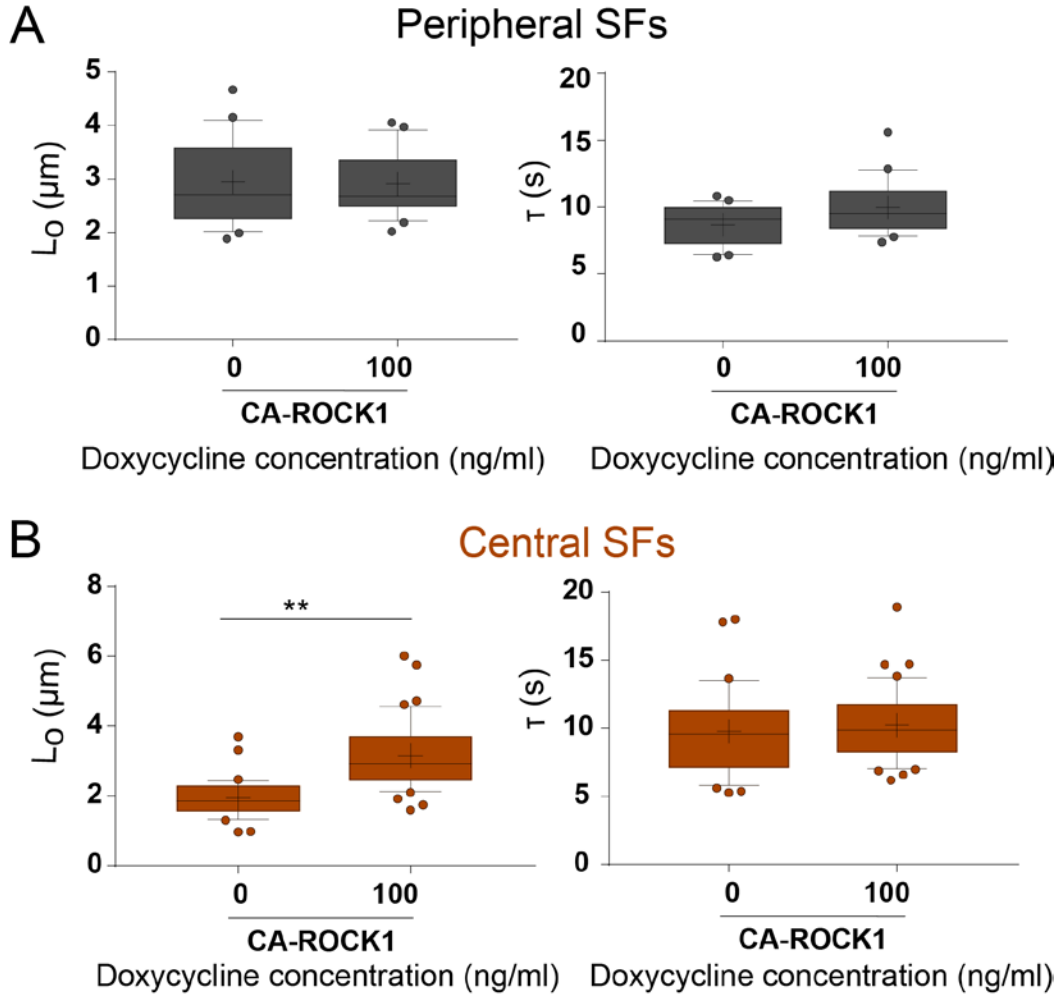 A
Peripheral SFs
5
4
3
2
1
0
Lo (µm)
0
100
CA-ROCK1
Doxycycline concentration (ng/ml)
20
15
10
5
0
τ (s)
0
100
CA-ROCK1
Doxycycline concentration (ng/ml)
B
Central SFs
8
6
4
2
0
Lo (µm)
**
0
100
CA-ROCK1
Doxycycline concentration (ng/ml)
20
15
10
5
0
τ (s)
0
100
CA-ROCK1
Doxycycline concentration (ng/ml)